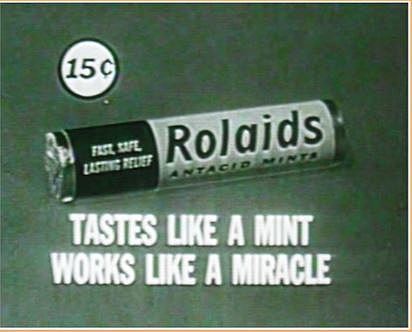 15¢
FAST, SAFE,
LASTING RELIEF
Rolaids
ANTACID MINTS
TASTES LIKE A MINT
WORKS LIKE A MIRACLE